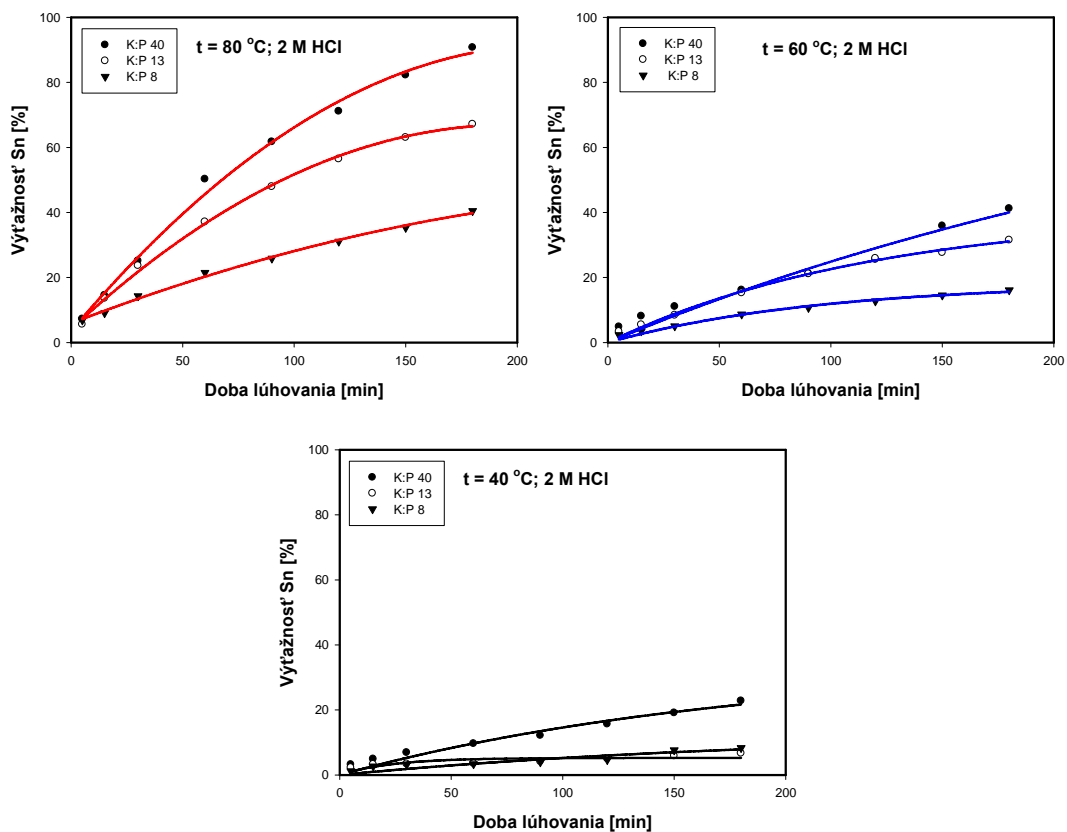 100
80
60
40
20
0
0
50
100
150
200
Výťažnosť Sn [%]
Doba lúhovania [min]
K:P 40
K:P 13
K:P 8
t = 80 °C; 2 M HCl
100
80
60
40
20
0
0
50
100
150
200
Výťažnosť Sn [%]
Doba lúhovania [min]
K:P 40
K:P 13
K:P 8
t = 60 °C; 2 M HCl
100
80
60
40
20
0
0
50
100
150
200
Výťažnosť Sn [%]
Doba lúhovania [min]
K:P 40
K:P 13
K:P 8
t = 40 °C; 2 M HCl